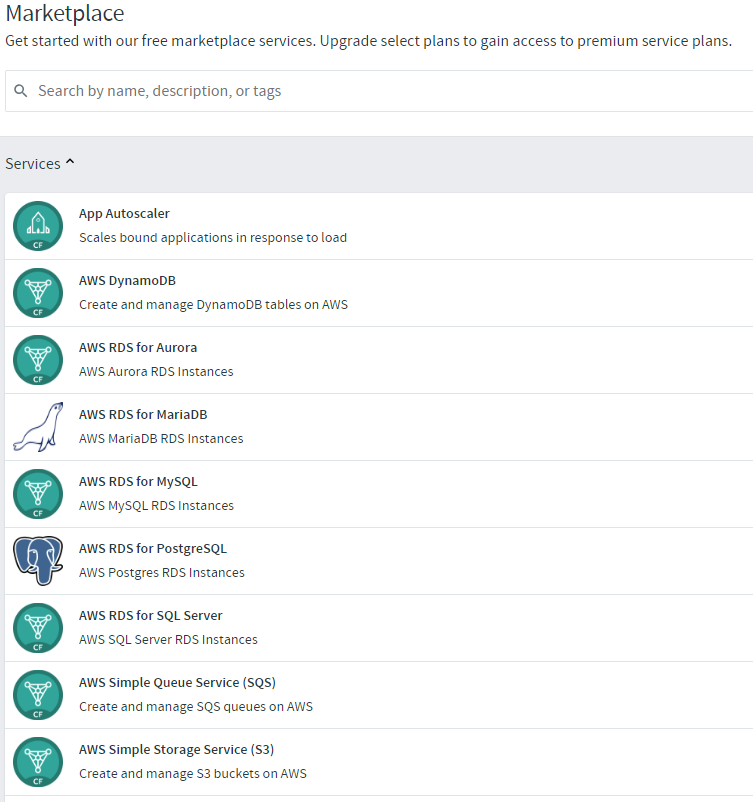 Marketplace
Get started with our free marketplace services. Upgrade select plans to gain access to premium service plans.
Search by name, description, or tags
Services
App Autoscaler
Scales bound applications in response to load
CF
AWS DynamoDB
Create and manage DynamoDB tables on AWS
CF
AWS RDS for Aurora
AWS Aurora RDS Instances
CF
AWS RDS for MariaDB
AWS MariaDB RDS Instances
AWS RDS for MySQL
AWS MySQL RDS Instances
CF
AWS RDS for PostgreSQL
AWS Postgres RDS Instances
AWS RDS for SQL Server
AWS SQL Server RDS Instances
CF
AWS Simple Queue Service (SQS)
Create and manage SQS queues on AWS
CF
AWS Simple Storage Service (S3)
Create and manage S3 buckets on AWS
CF